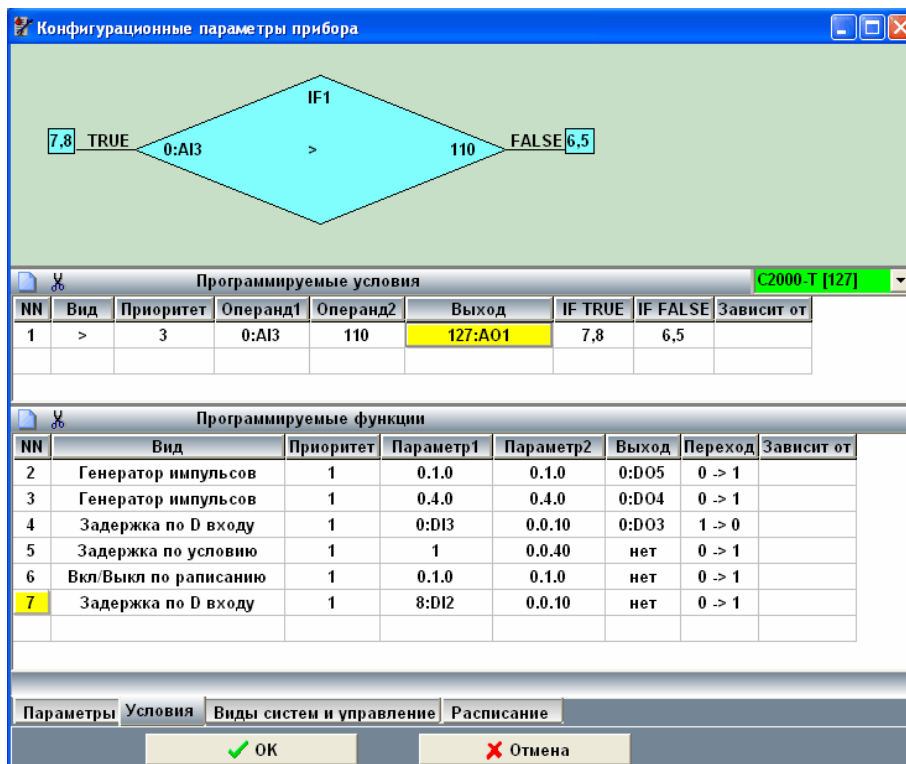 Конфигурационные параметры прибора
IF1
7,8 TRUE 0:AI3 > 110 FALSE 6,5
Программируемые условия C2000-T [127]
NN Вид Приоритет Операнд1 Операнд2 Выход IF TRUE IF FALSE Зависит от
1 > 3 0:AI3 110 127:AO1 7,8 6,5
Программируемые функции
NN Вид Приоритет Параметр1 Параметр2 Выход Переход Зависит от
2 Генератор импульсов 1 0.1.0 0.1.0 0:DO5 0 -> 1
3 Генератор импульсов 1 0.4.0 0.4.0 0:DO4 0 -> 1
4 Задержка по D входу 1 0:DI3 0.0.10 0:DO3 1 -> 0
5 Задержка по условию 1 1 0.0.40 нет 0 -> 1
6 Вкл/Выкл по раписанию 1 0.1.0 0.1.0 нет 0 -> 1
7 Задержка по D входу 1 8:DI2 0.0.10 нет 0 -> 1
Параметры Условия Виды систем и управление Расписание
OK Отмена